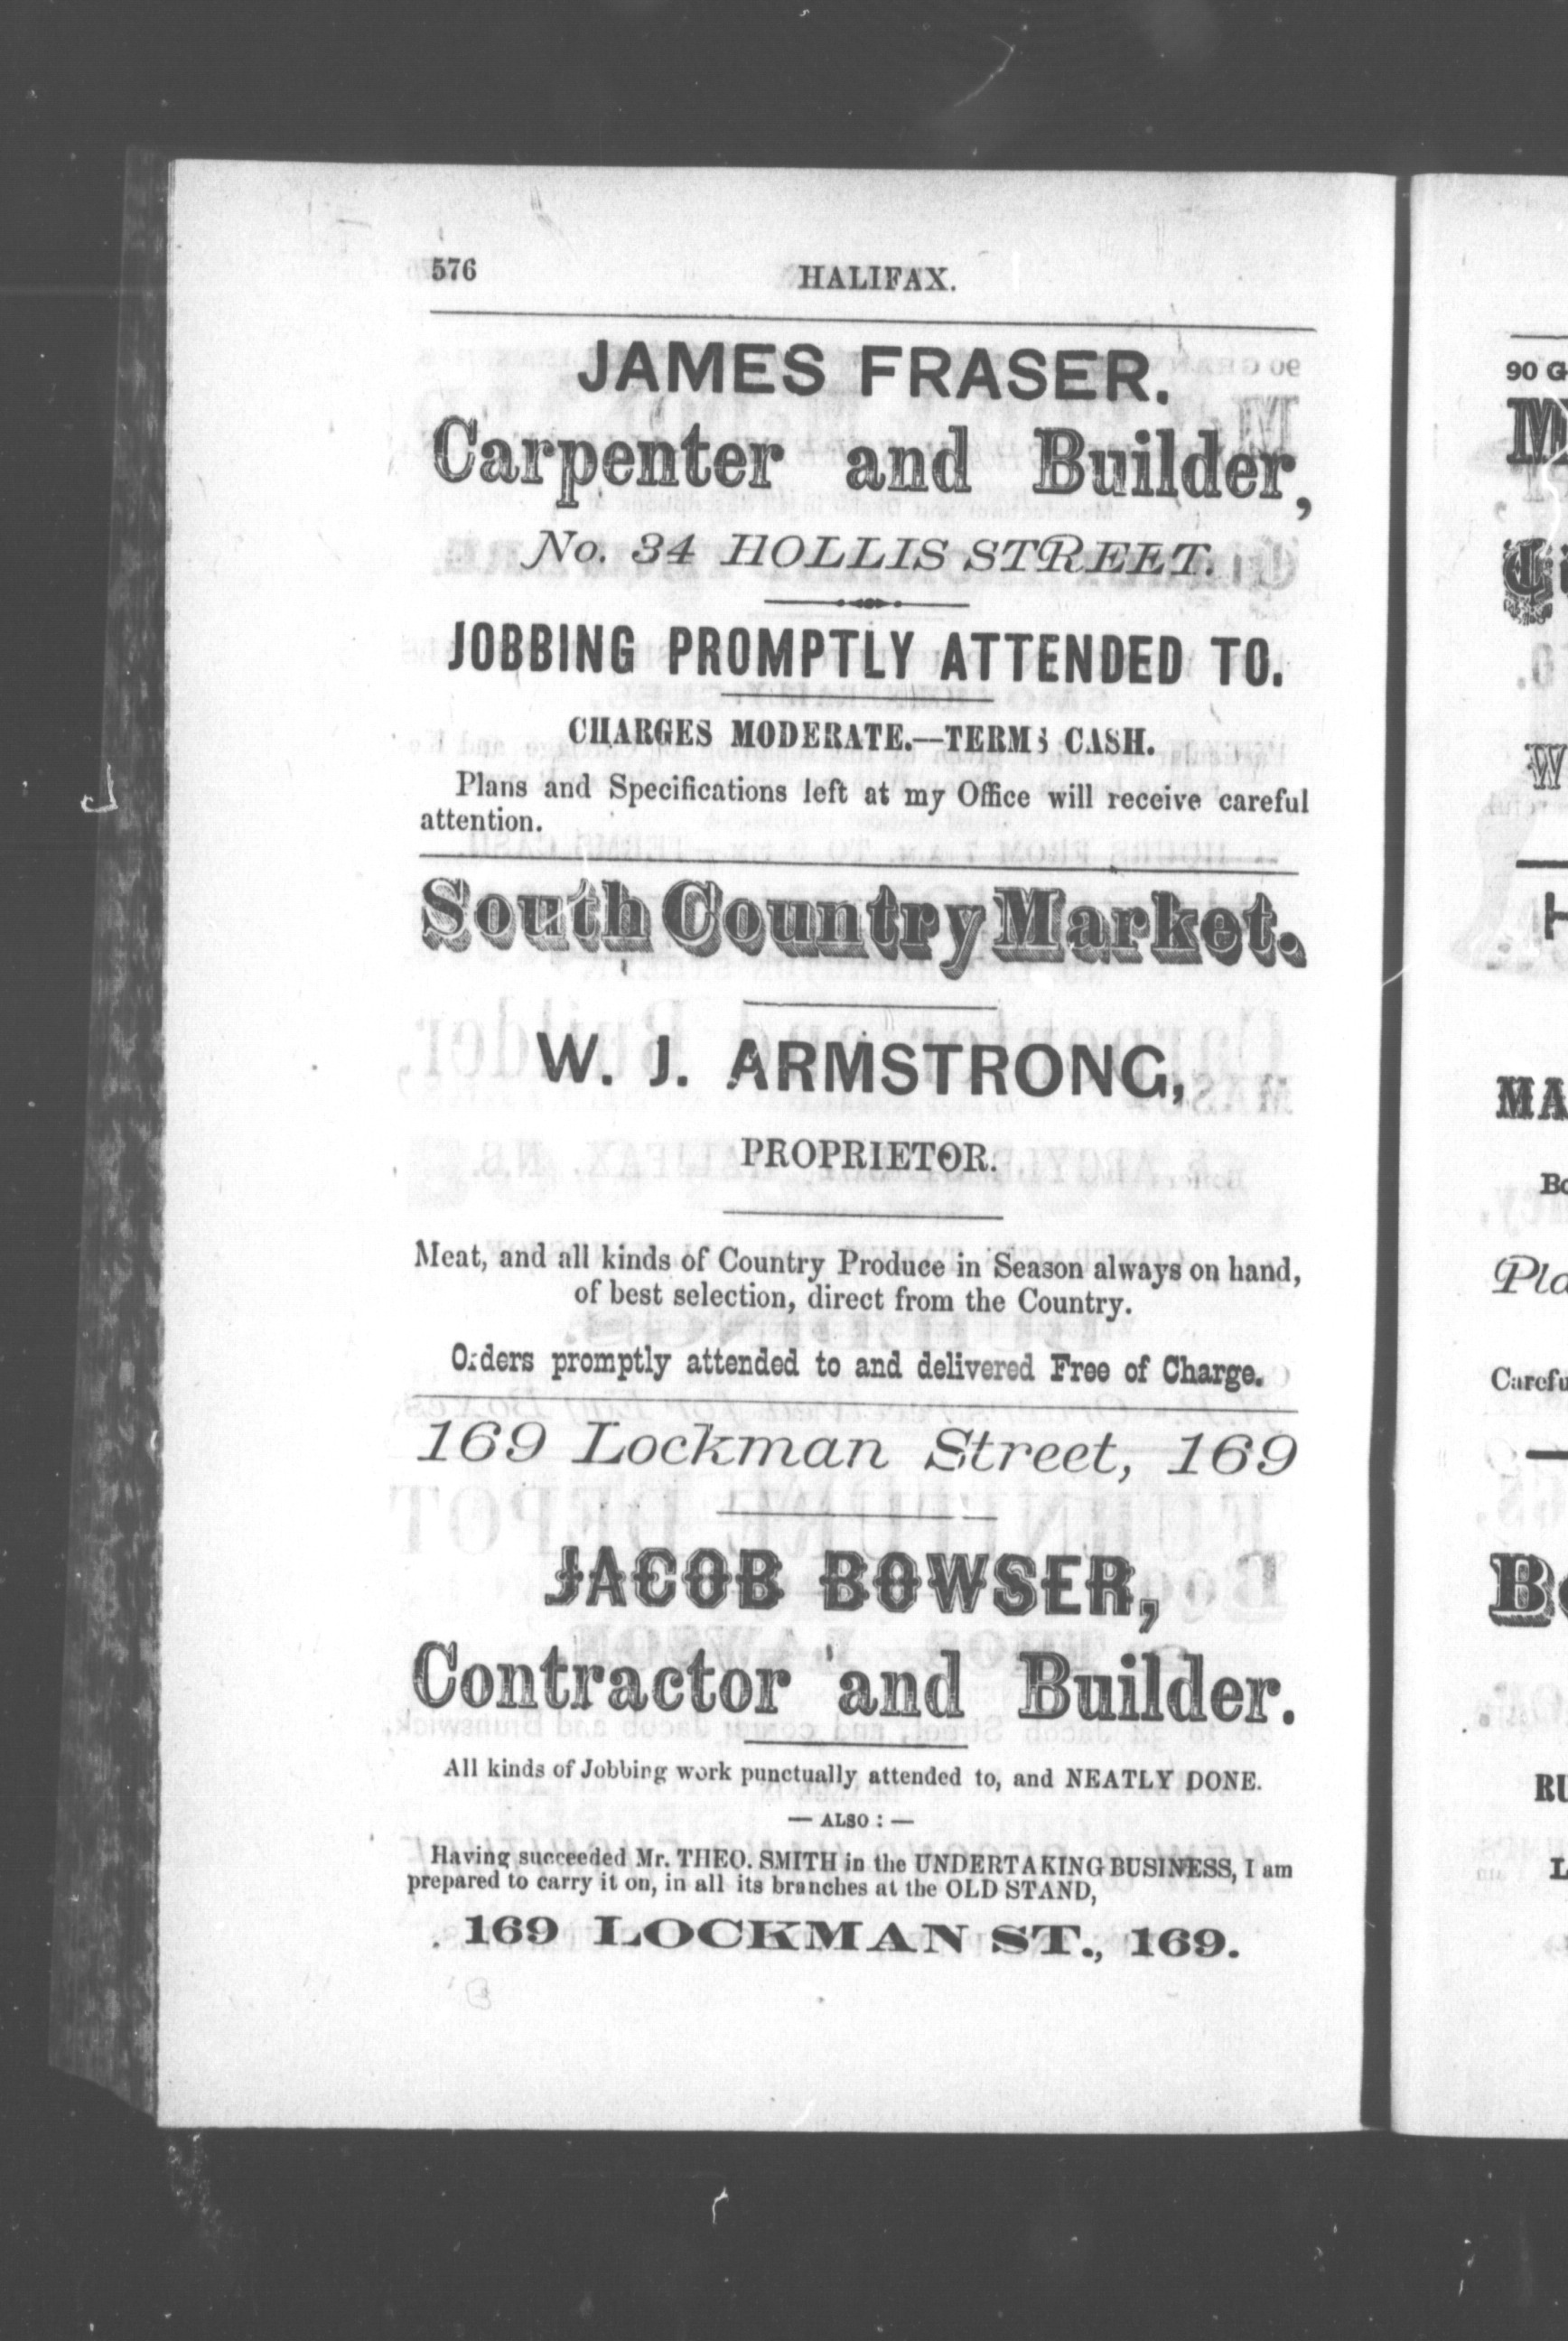 576 HALIFAX.
JAMES FRASER.
Carpenter and Builder,
No. 34 HOLLIS STREET.
JOBBING PROMPTLY ATTENDED TO.
CHARGES MODERATE.—TERMS CASH.
Plans and Specifications left at my Office will receive careful
attention.
South Country Market.
W. J. ARMSTRONG,
PROPRIETOR.
Meat, and all kinds of Country Produce in Season always on hand,
of best selection, direct from the Country.
Orders promptly attended to and delivered Free of Charge.
169 Lockman Street, 169
JACOB BOWSER,
Contractor and Builder.
All kinds of Jobbing work punctually attended to, and NEATLY DONE.
— ALSO : —
Having succeeded Mr. THEO. SMITH in the UNDERTAKING BUSINESS, I am
prepared to carry it on, in all its branches at the OLD STAND,
169 LOCKMAN ST., 169.
90 G
MA
Bo
Pla
Carefu